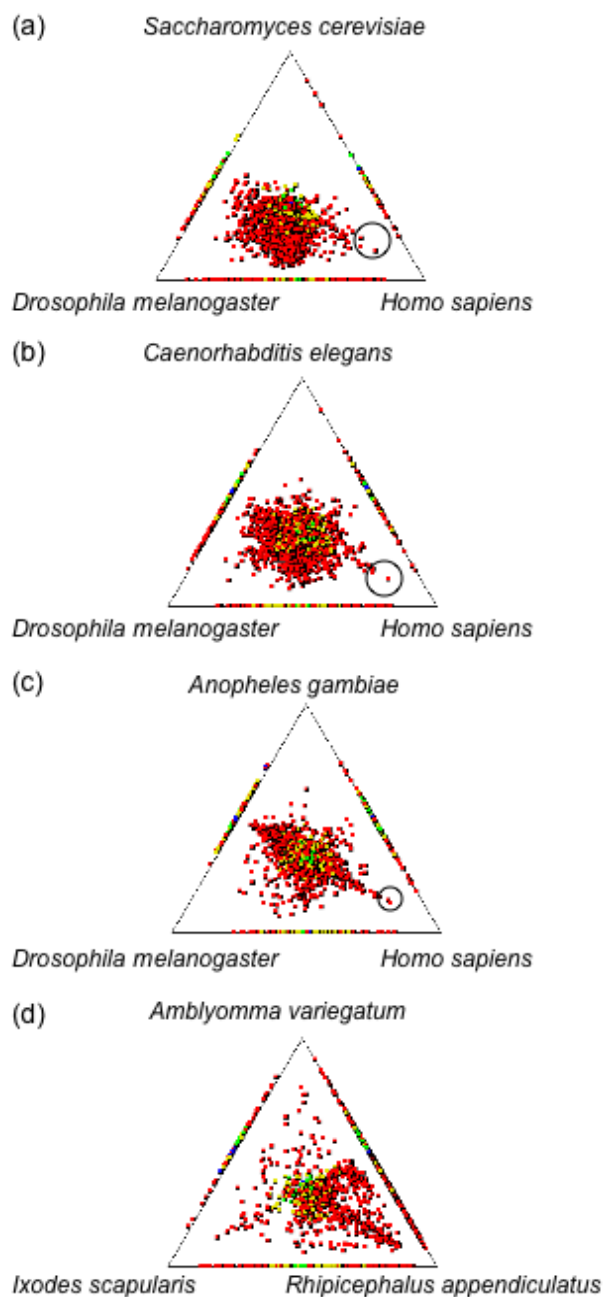 (a) Saccharomyces cerevisiae
Drosophila melanogaster Homo sapiens
(b) Caenorhabditis elegans
Drosophila melanogaster Homo sapiens
(c) Anopheles gambiae
Drosophila melanogaster Homo sapiens
(d) Amblyomma variegatum
Ixodes scapularis Rhipicephalus appendiculatus